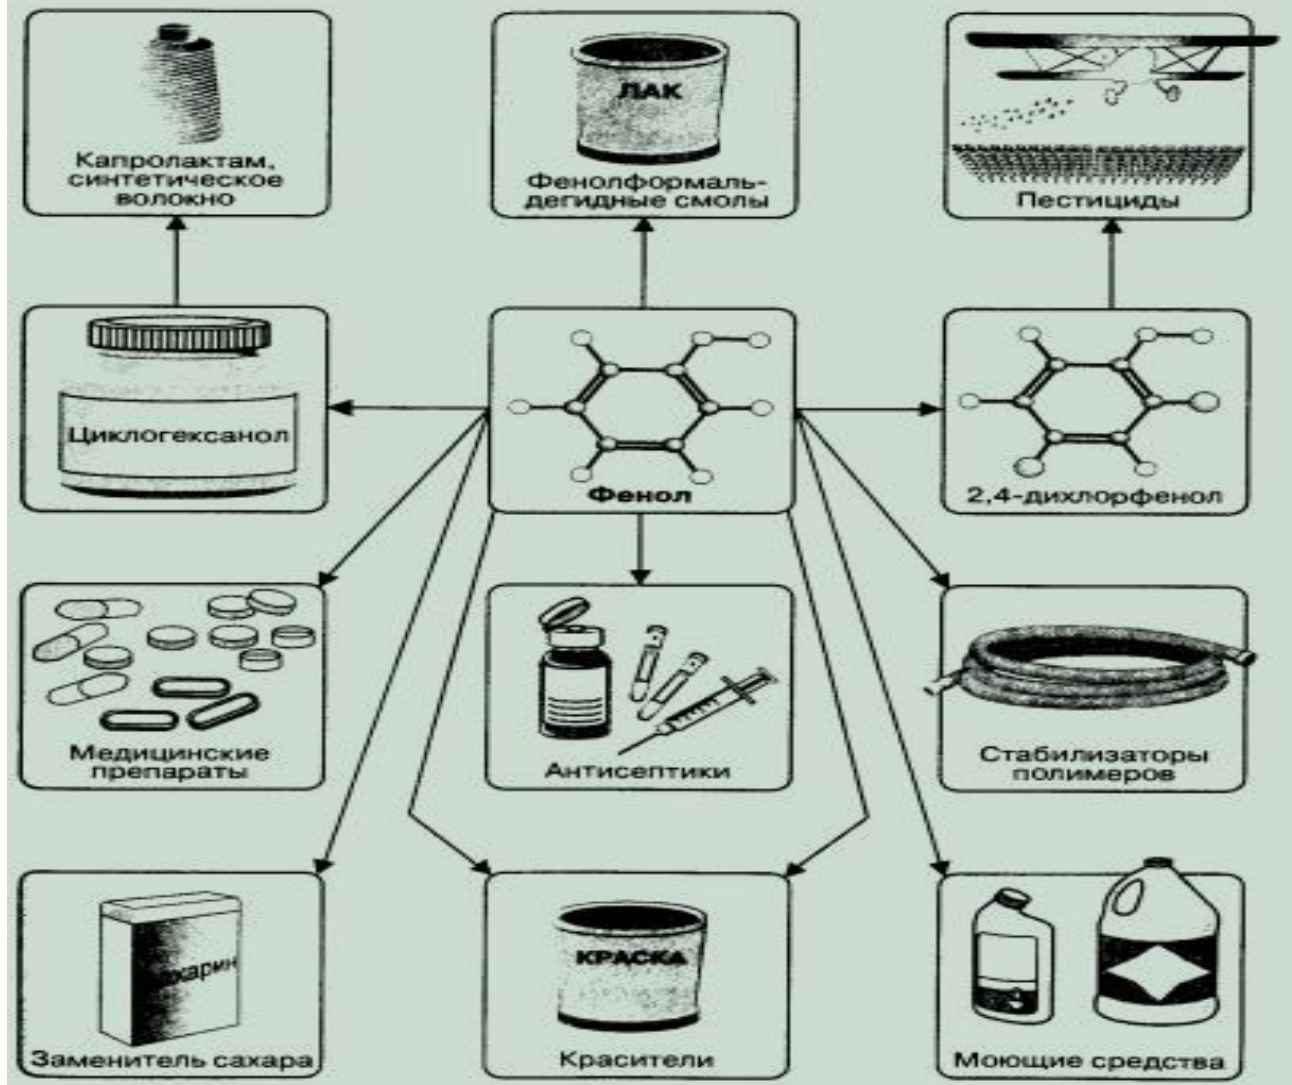 Капролактам,
синтетическое
волокно
ЛАК
Фенолформаль-
дегидные смолы
Пестициды
Циклогексанол
Фенол
2,4-дихлорфенол
Медицинские
препараты
Антисептики
Стабилизаторы
полимеров
Заменитель сахара
КРАСКА
Красители
Моющие средства